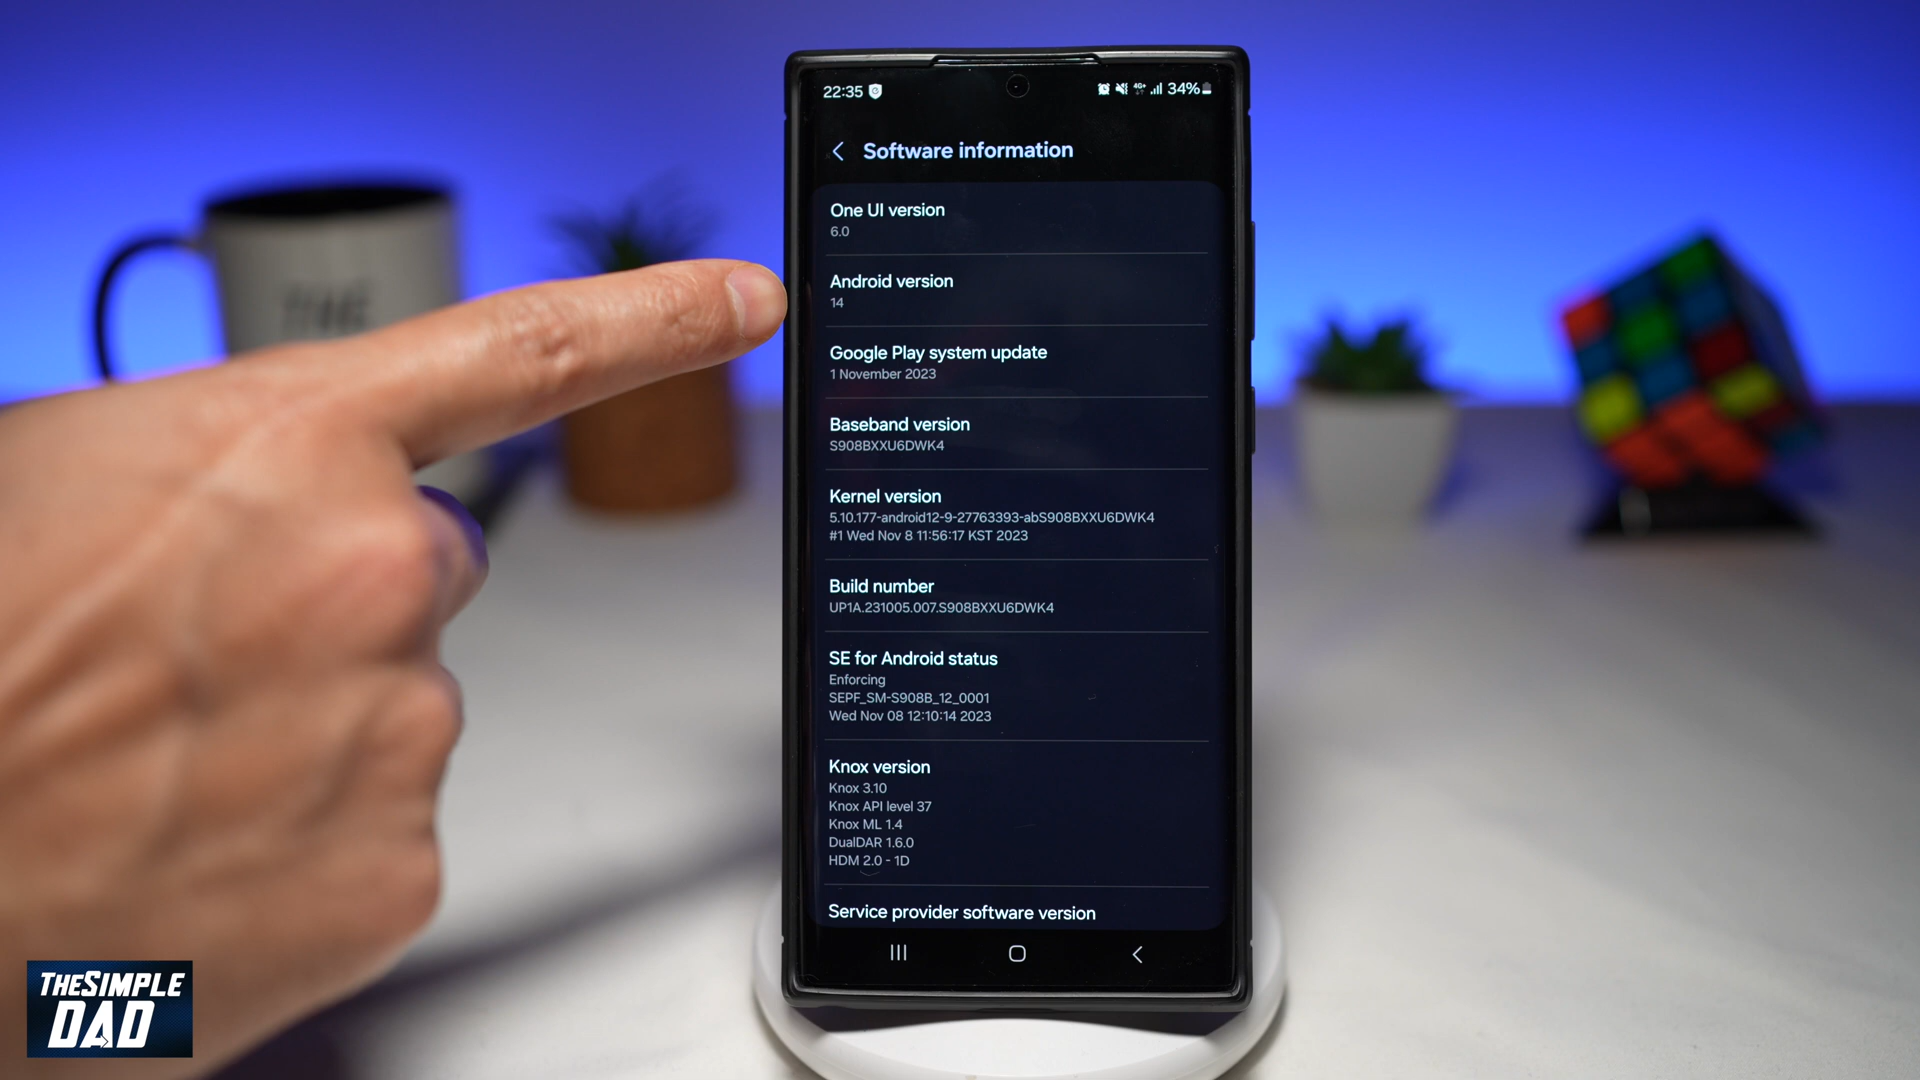 22:35
4G+ 34%
Software information
One UI version
6.0
Android version
14
Google Play system update
1 November 2023
Baseband version
S908BXXU6DWK4
Kernel version
5.10.177-android12-9-27763393-abS908BXXU6DWK4
#1 Wed Nov 8 11:56:17 KST 2023
Build number
UP1A.231005.007.S908BXXU6DWK4
SE for Android status
Enforcing
SEPF_SM-S908B_12_0001
Wed Nov 08 12:10:14 2023
Knox version
Knox 3.10
Knox API level 37
Knox ML 1.4
DualDAR 1.6.0
HDM 2.0 - 1D
Service provider software version
THE
THESIMPLE
DAD